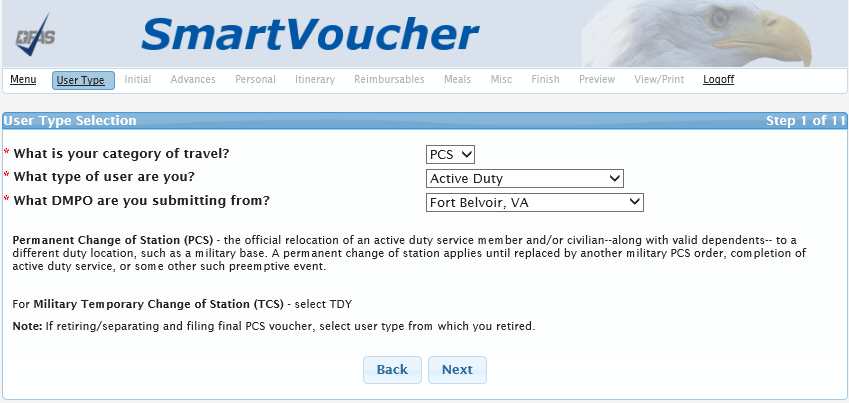 DFAS
SmartVoucher
Menu User Type Initial Advances Personal Itinerary Reimbursables Meals Misc Finish Preview View/Print Logoff
User Type Selection Step 1 of 11
* What is your category of travel? PCS
* What type of user are you? Active Duty
* What DMPO are you submitting from? Fort Belvoir, VA
Permanent Change of Station (PCS) - the official relocation of an active duty service member and/or civilian--along with valid dependents-- to a
different duty location, such as a military base. A permanent change of station applies until replaced by another military PCS order, completion of
active duty service, or some other such preemptive event.
For Military Temporary Change of Station (TCS) - select TDY
Note: If retiring/separating and filing final PCS voucher, select user type from which you retired.
Back Next